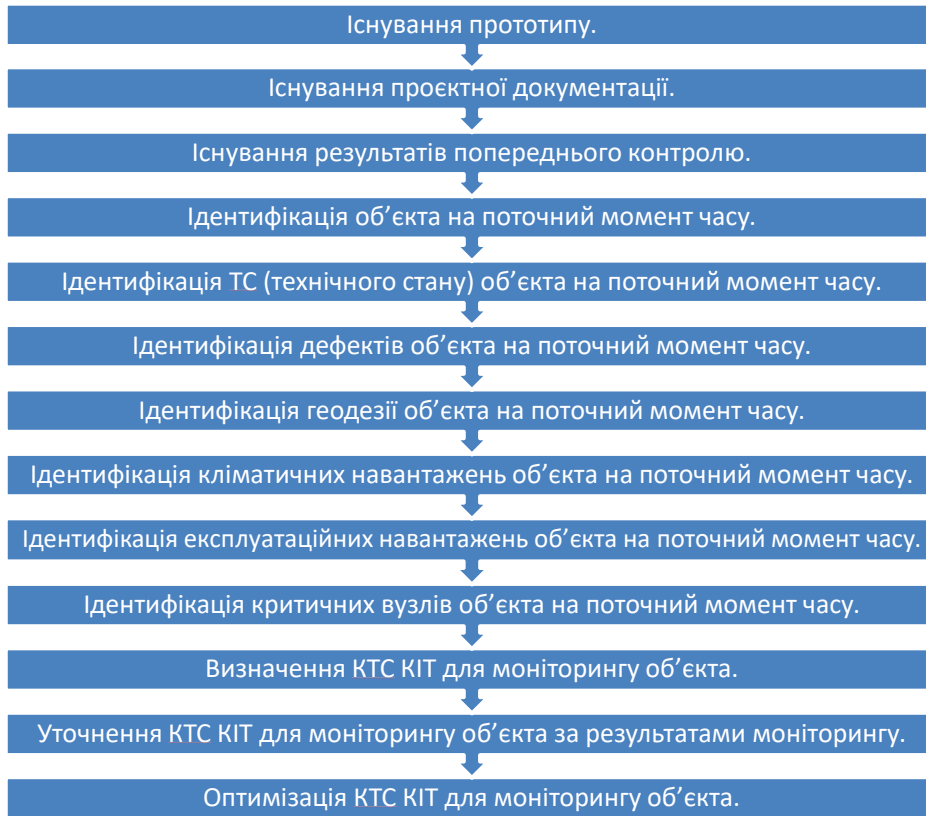 Існування прототипу.
Існування проєктної документації.
Існування результатів попереднього контролю.
Ідентифікація об’єкта на поточний момент часу.
Ідентифікація ТС (технічного стану) об’єкта на поточний момент часу.
Ідентифікація дефектів об’єкта на поточний момент часу.
Ідентифікація геодезії об’єкта на поточний момент часу.
Ідентифікація кліматичних навантажень об’єкта на поточний момент часу.
Ідентифікація експлуатаційних навантажень об’єкта на поточний момент часу.
Ідентифікація критичних вузлів об’єкта на поточний момент часу.
Визначення КТС КІТ для моніторингу об’єкта.
Уточнення КТС КІТ для моніторингу об’єкта за результатами моніторингу.
Оптимізація КТС КІТ для моніторингу об’єкта.